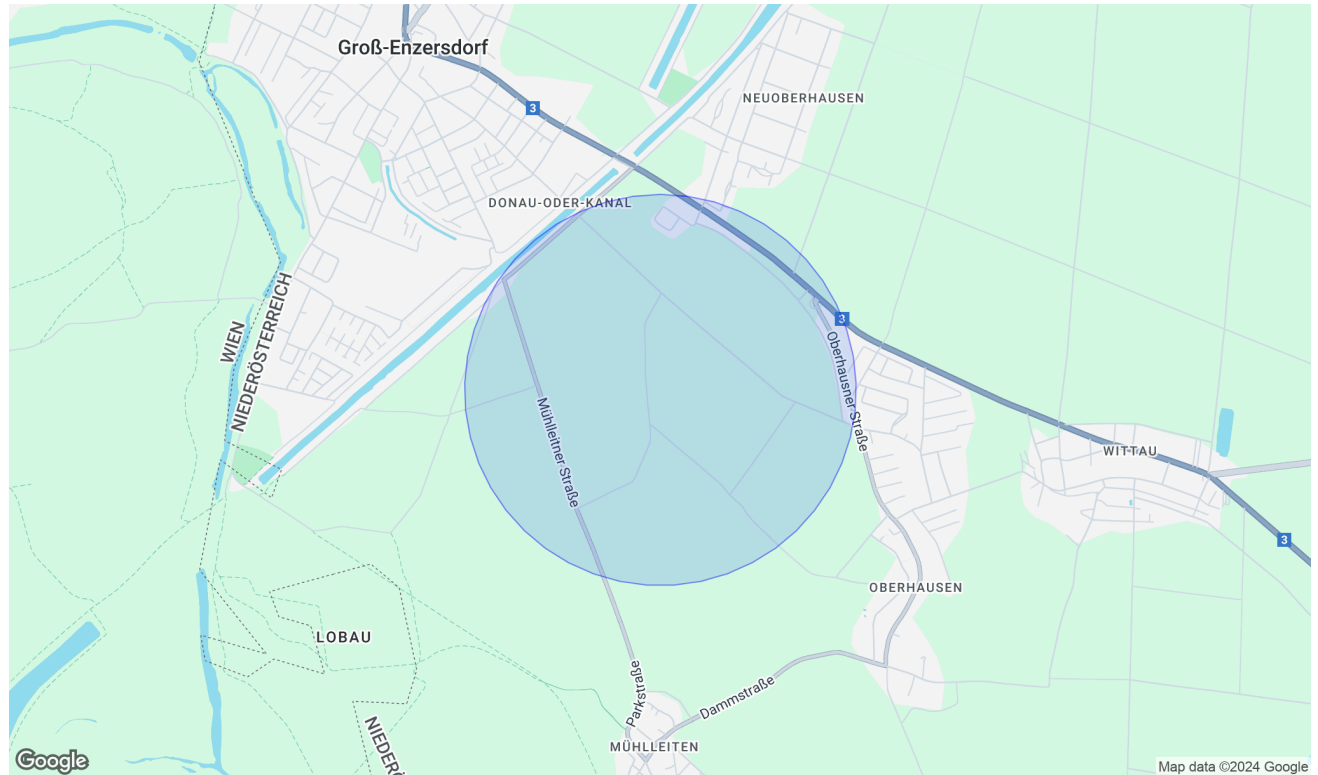 Groß-Enzersdorf
NEUOBERHAUSEN
3
DONAU-ODER-KANAL
WIEN
NIEDERÖSTERREICH
3
Oberhausner Straße
Mühlleitner Straße
WITTAU
3
OBERHAUSEN
LOBAU
Parkstraße
Dammstraße
NIEDERÖ
MÜHLLEITEN
Google
Map data ©2024 Google